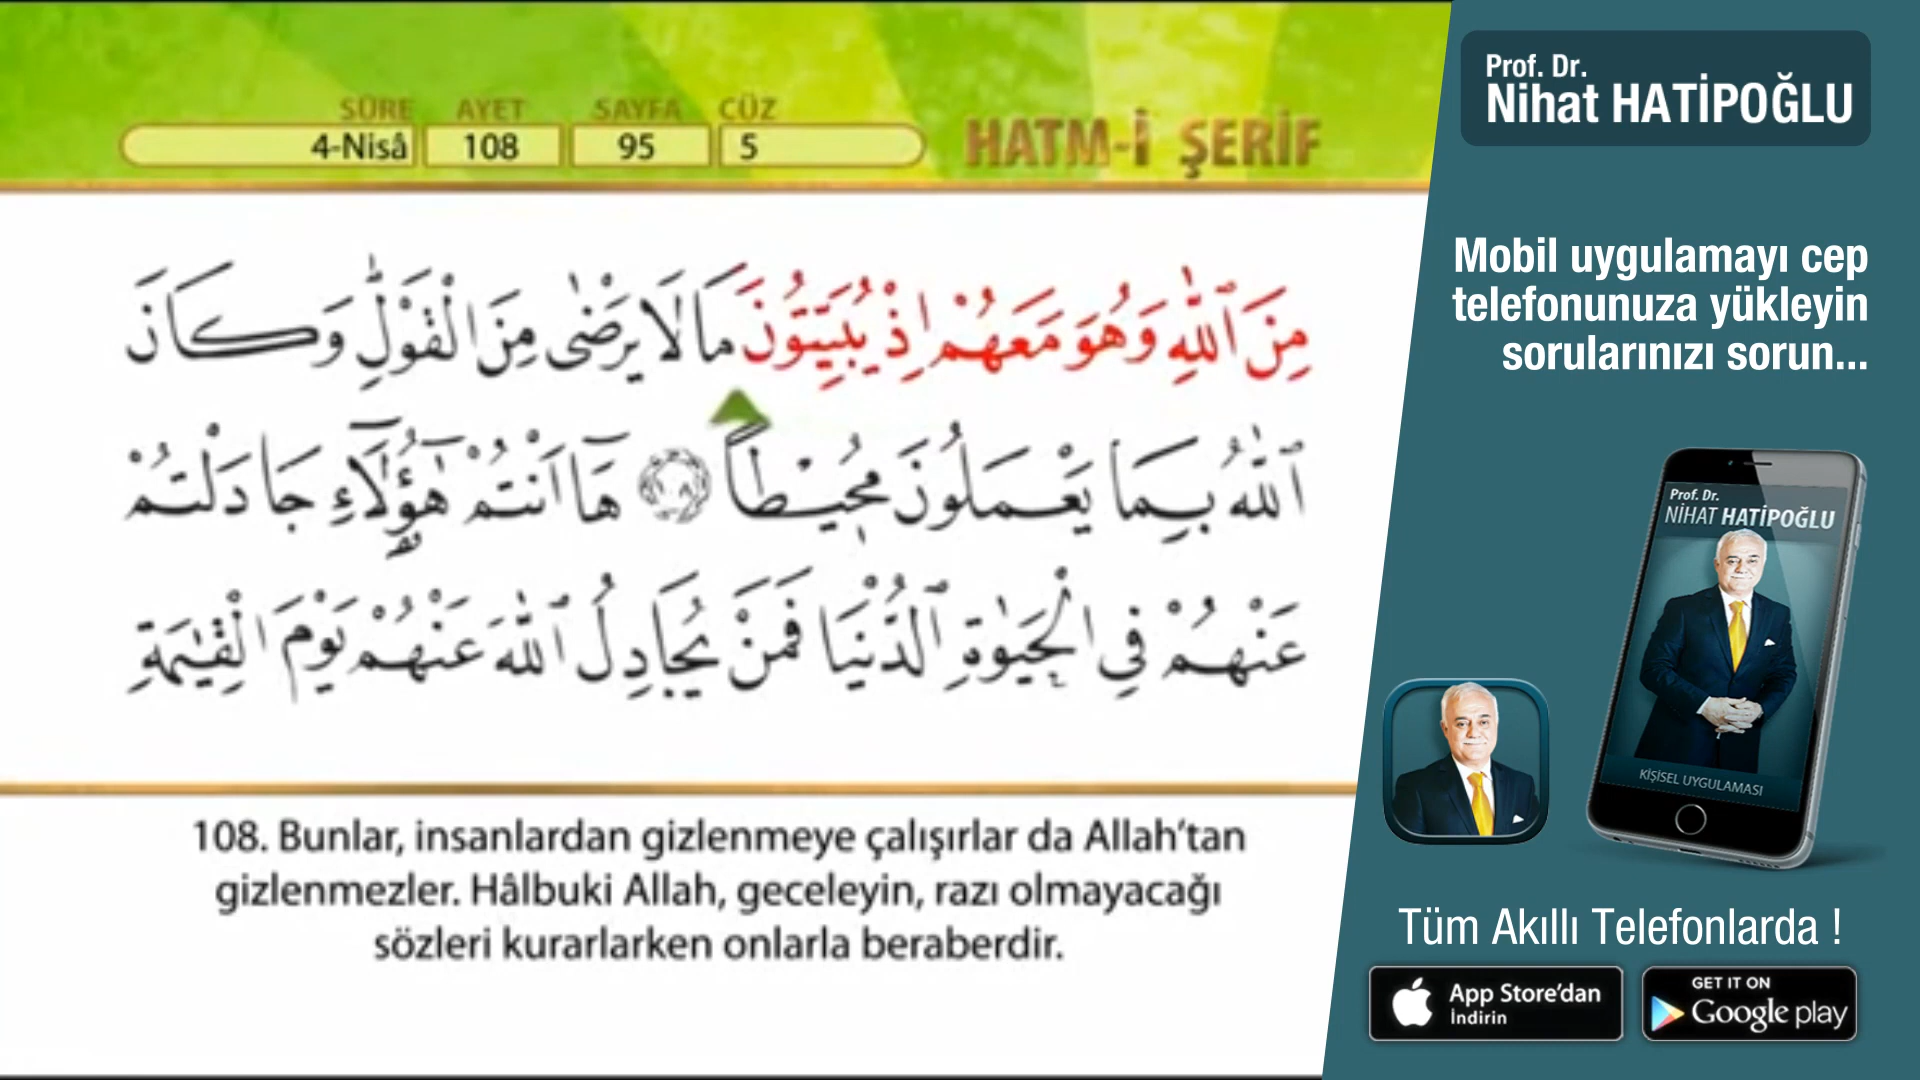 SÛRE AYET SAYFA CÜZ
4-Nisâ 108 95 5
HATM-İ ŞERİF
مِنَ اللّٰهِ وَهُوَ مَعَهُمْ اِذْ يُبَيِّتُونَ مَا لَا يَرْضٰى مِنَ الْقَوْلِۜ وَكَانَ
اللّٰهُ بِمَا يَعْمَلُونَ مُح۪يطاً ﴿١٠٨﴾ هَٓا اَنْتُمْ هٰٓؤُ۬لَٓاءِ جَادَلْتُمْ
عَنْهُمْ فِي الْحَيٰوةِ الدُّنْيَا فَمَنْ يُجَادِلُ اللّٰهَ عَنْهُمْ يَوْمَ الْقِيٰمَةِ
108. Bunlar, insanlardan gizlenmeye çalışırlar da Allah’tan
gizlenmezler. Hâlbuki Allah, geceleyin, razı olmayacağı
sözleri kurarlarken onlarla beraberdir.
Prof. Dr.
Nihat HATİPOĞLU
Mobil uygulamayı cep
telefonunuza yükleyin
sorularınızı sorun...
Prof. Dr.
NİHAT HATİPOĞLU
KİŞİSEL UYGULAMASI
Tüm Akıllı Telefonlarda !
App Store’dan
İndirin
GET IT ON
Google play